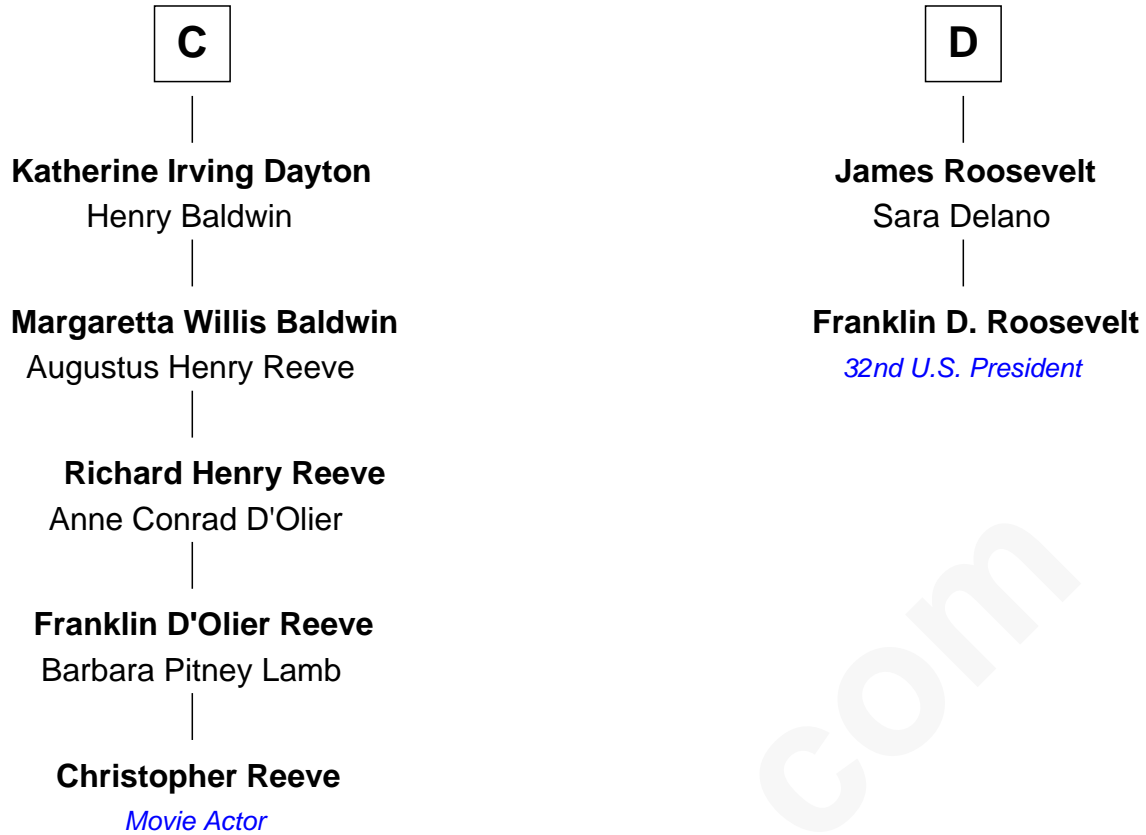 C
Katherine Irving Dayton
Henry Baldwin
Margaretta Willis Baldwin
Augustus Henry Reeve
Richard Henry Reeve
Anne Conrad D'Olier
Franklin D'Olier Reeve
Barbara Pitney Lamb
Christopher Reeve
Movie Actor
D
James Roosevelt
Sara Delano
Franklin D. Roosevelt
32nd U.S. President
com